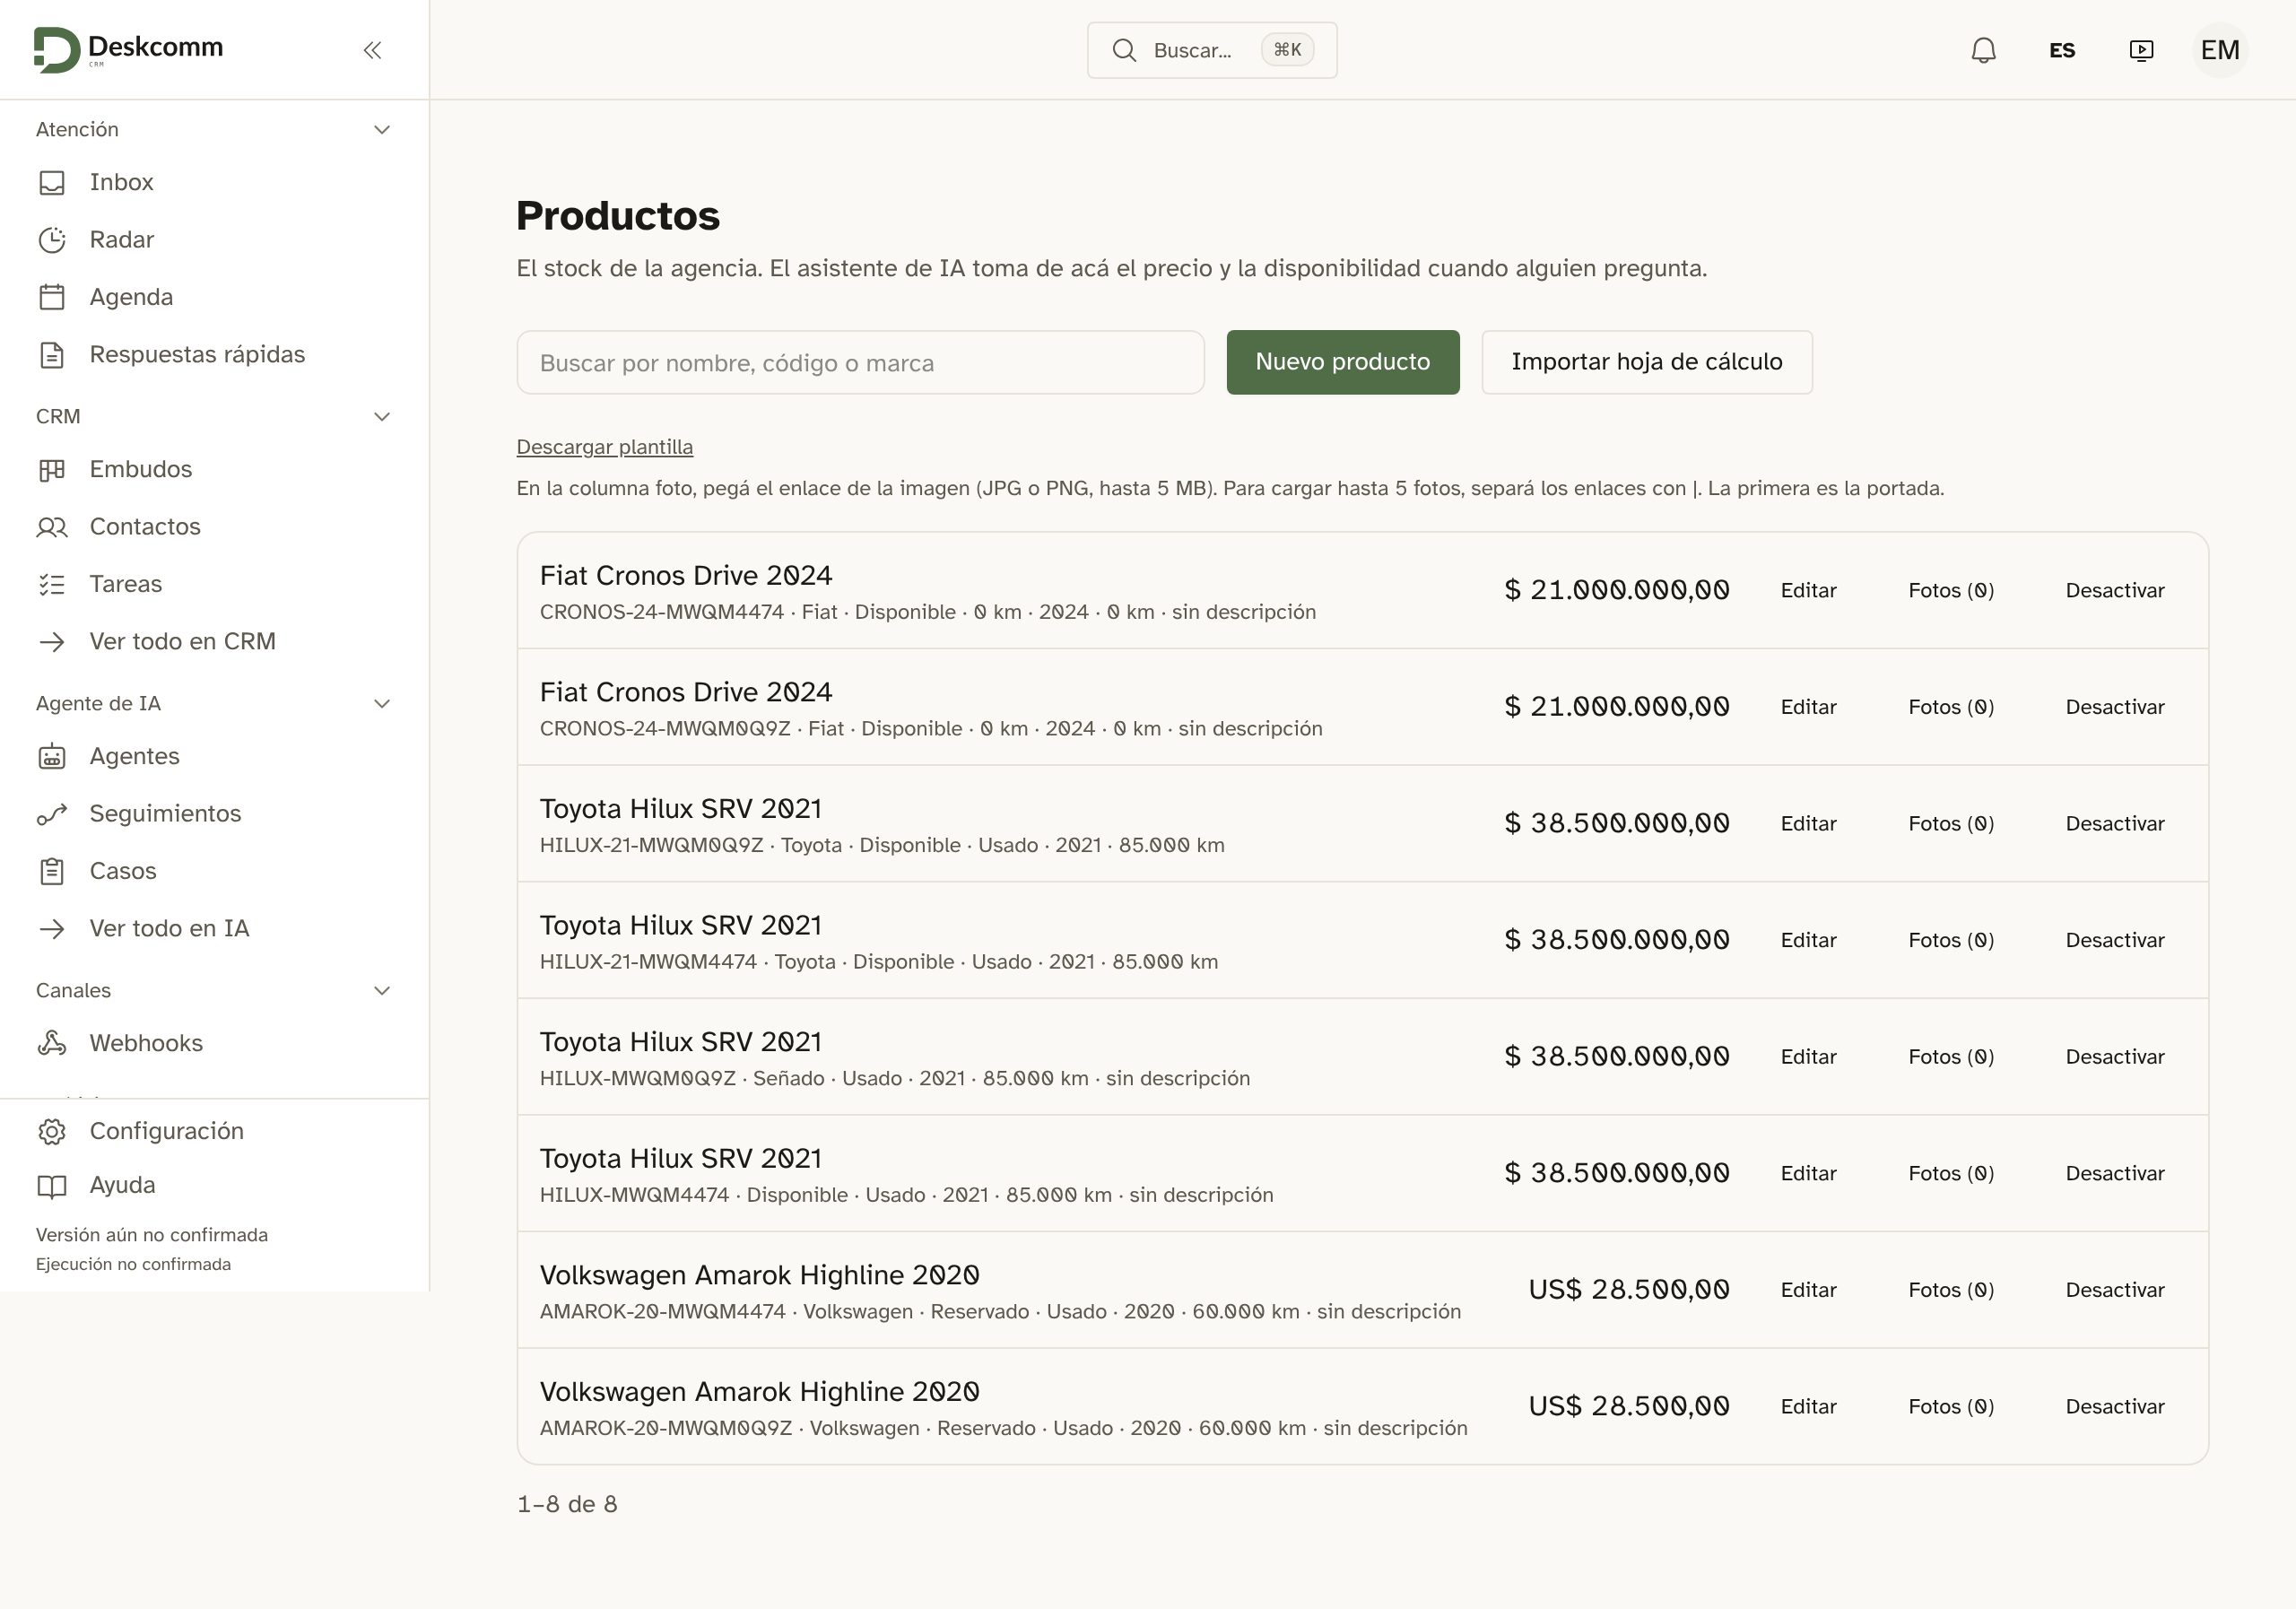 Deskcomm
CRM
Buscar...
⌘K
ES
EM
Atención
Inbox
Radar
Agenda
Respuestas rápidas
CRM
Embudos
Contactos
Tareas
Ver todo en CRM
Agente de IA
Agentes
Seguimientos
Casos
Ver todo en IA
Canales
Webhooks
Configuración
Ayuda
Versión aún no confirmada
Ejecución no confirmada
Productos
El stock de la agencia. El asistente de IA toma de acá el precio y la disponibilidad cuando alguien pregunta.
Buscar por nombre, código o marca
Nuevo producto
Importar hoja de cálculo
Descargar plantilla
En la columna foto, pegá el enlace de la imagen (JPG o PNG, hasta 5 MB). Para cargar hasta 5 fotos, separá los enlaces con |. La primera es la portada.
Fiat Cronos Drive 2024
CRONOS-24-MWQM4474 · Fiat · Disponible · 0 km · 2024 · 0 km · sin descripción
$ 21.000.000,00 Editar Fotos (0) Desactivar
Fiat Cronos Drive 2024
CRONOS-24-MWQM0Q9Z · Fiat · Disponible · 0 km · 2024 · 0 km · sin descripción
$ 21.000.000,00 Editar Fotos (0) Desactivar
Toyota Hilux SRV 2021
HILUX-21-MWQM0Q9Z · Toyota · Disponible · Usado · 2021 · 85.000 km
$ 38.500.000,00 Editar Fotos (0) Desactivar
Toyota Hilux SRV 2021
HILUX-21-MWQM4474 · Toyota · Disponible · Usado · 2021 · 85.000 km
$ 38.500.000,00 Editar Fotos (0) Desactivar
Toyota Hilux SRV 2021
HILUX-MWQM0Q9Z · Señado · Usado · 2021 · 85.000 km · sin descripción
$ 38.500.000,00 Editar Fotos (0) Desactivar
Toyota Hilux SRV 2021
HILUX-MWQM4474 · Disponible · Usado · 2021 · 85.000 km · sin descripción
$ 38.500.000,00 Editar Fotos (0) Desactivar
Volkswagen Amarok Highline 2020
AMAROK-20-MWQM4474 · Volkswagen · Reservado · Usado · 2020 · 60.000 km · sin descripción
US$ 28.500,00 Editar Fotos (0) Desactivar
Volkswagen Amarok Highline 2020
AMAROK-20-MWQM0Q9Z · Volkswagen · Reservado · Usado · 2020 · 60.000 km · sin descripción
US$ 28.500,00 Editar Fotos (0) Desactivar
1–8 de 8